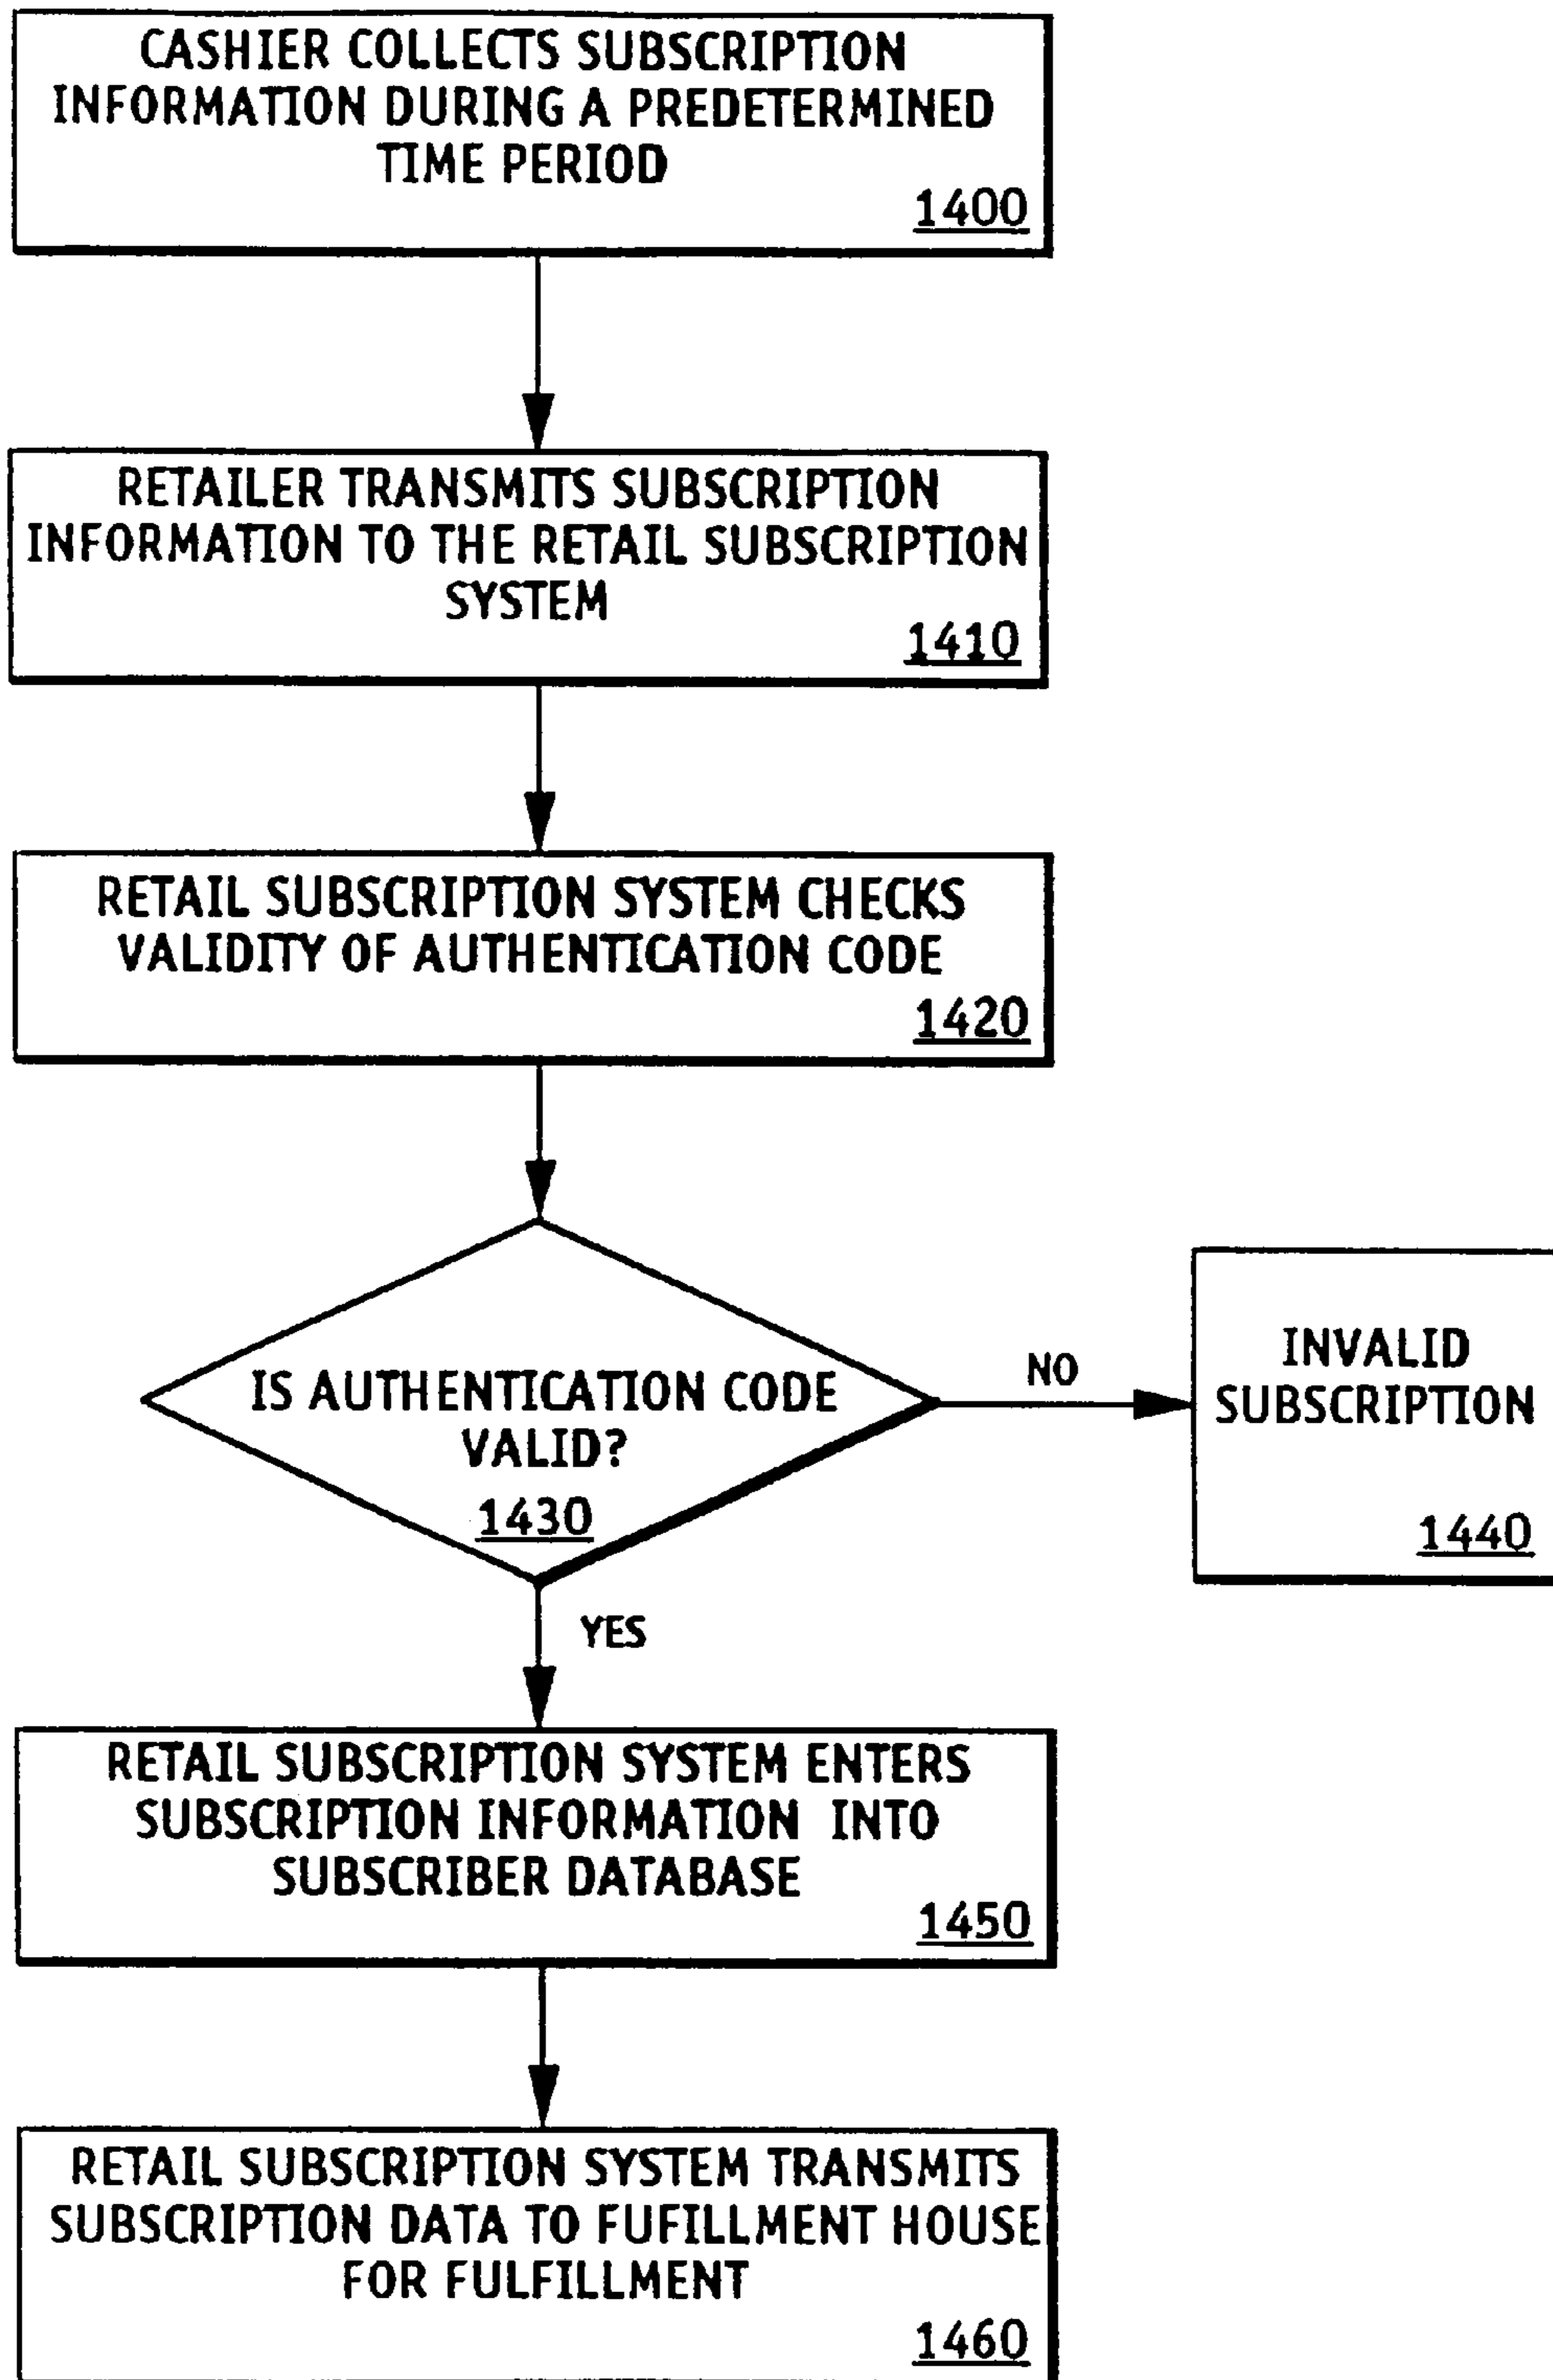 CASHIER COLLECTS SUBSCRIPTION
INFORMATION DURING A PREDETERMINED
TIME PERIOD
1400
RETAILER TRANSMITS SUBSCRIPTION
INFORMATION TO THE RETAIL SUBSCRIPTION
SYSTEM
1410
RETAIL SUBSCRIPTION SYSTEM CHECKS
VALIDITY OF AUTHENTICATION CODE
1420
IS AUTHENTICATION CODE
VALID?
1430
NO
INVALID
SUBSCRIPTION
1440
YES
RETAIL SUBSCRIPTION SYSTEM ENTERS
SUBSCRIPTION INFORMATION INTO
SUBSCRIBER DATABASE
1450
RETAIL SUBSCRIPTION SYSTEM TRANSMITS
SUBSCRIPTION DATA TO FUFILLMENT HOUSE
FOR FULFILLMENT
1460